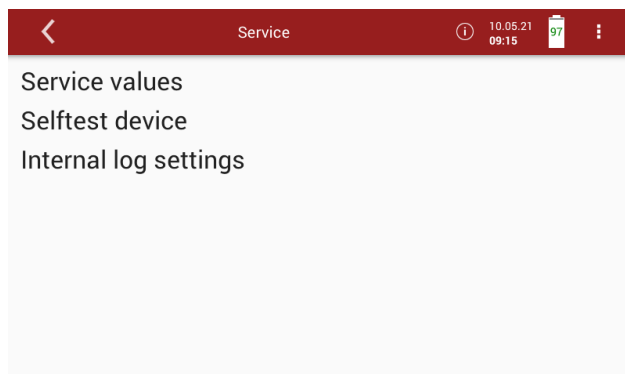 Service
10.05.21
09:15
97
Service values
Selftest device
Internal log settings